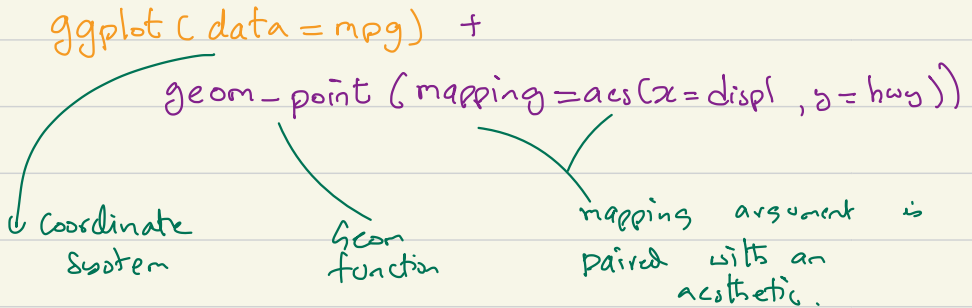 ggplot (data = mpg) +
geom_point (mapping = aes(x = displ, y = hwy))
coordinate
system
Geom
function
mapping argument is
paired with an
aesthetic.